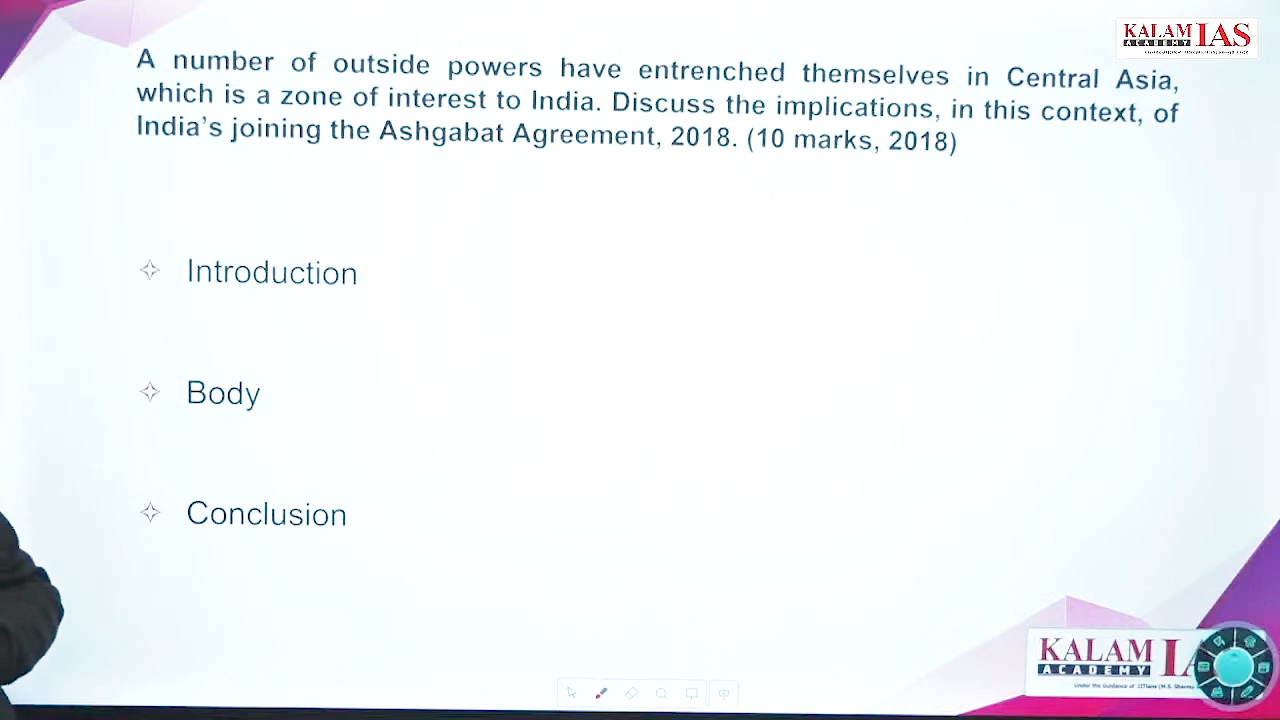 KALAM IAS
ACADEMY
A number of outside powers have entrenched themselves in Central Asia,
which is a zone of interest to India. Discuss the implications, in this context, of
India's joining the Ashgabat Agreement, 2018. (10 marks, 2018)
Introduction
Body
Conclusion
KALAM
ACADEMY
Under the Guidance of IITians (M.S. Sharma